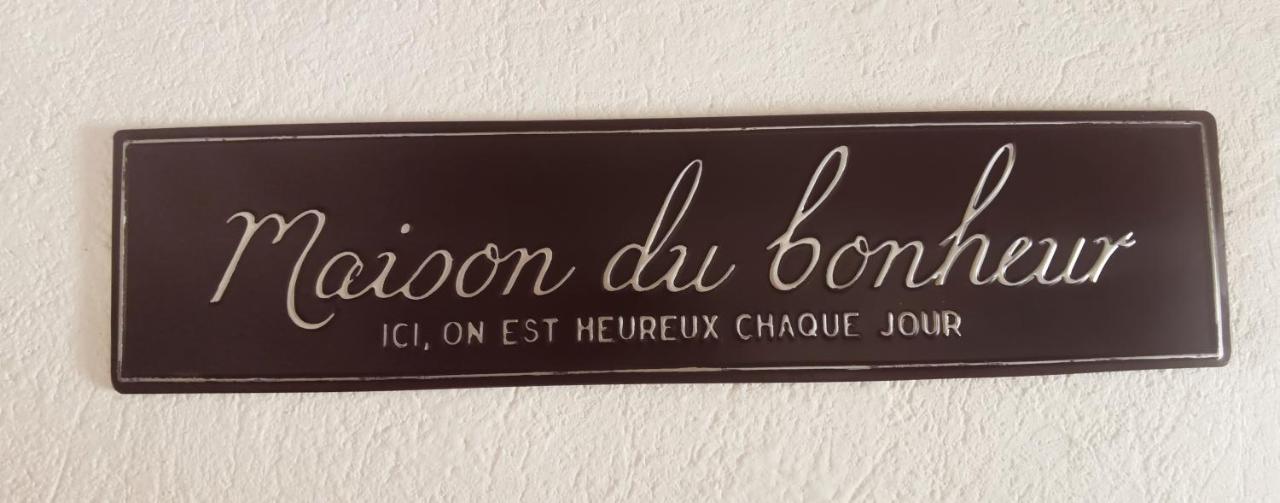 Maison du bonheur
ICI, ON EST HEUREUX CHAQUE JOUR